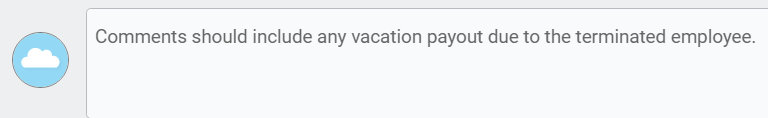 Comments should include any vacation payout due to the terminated employee.